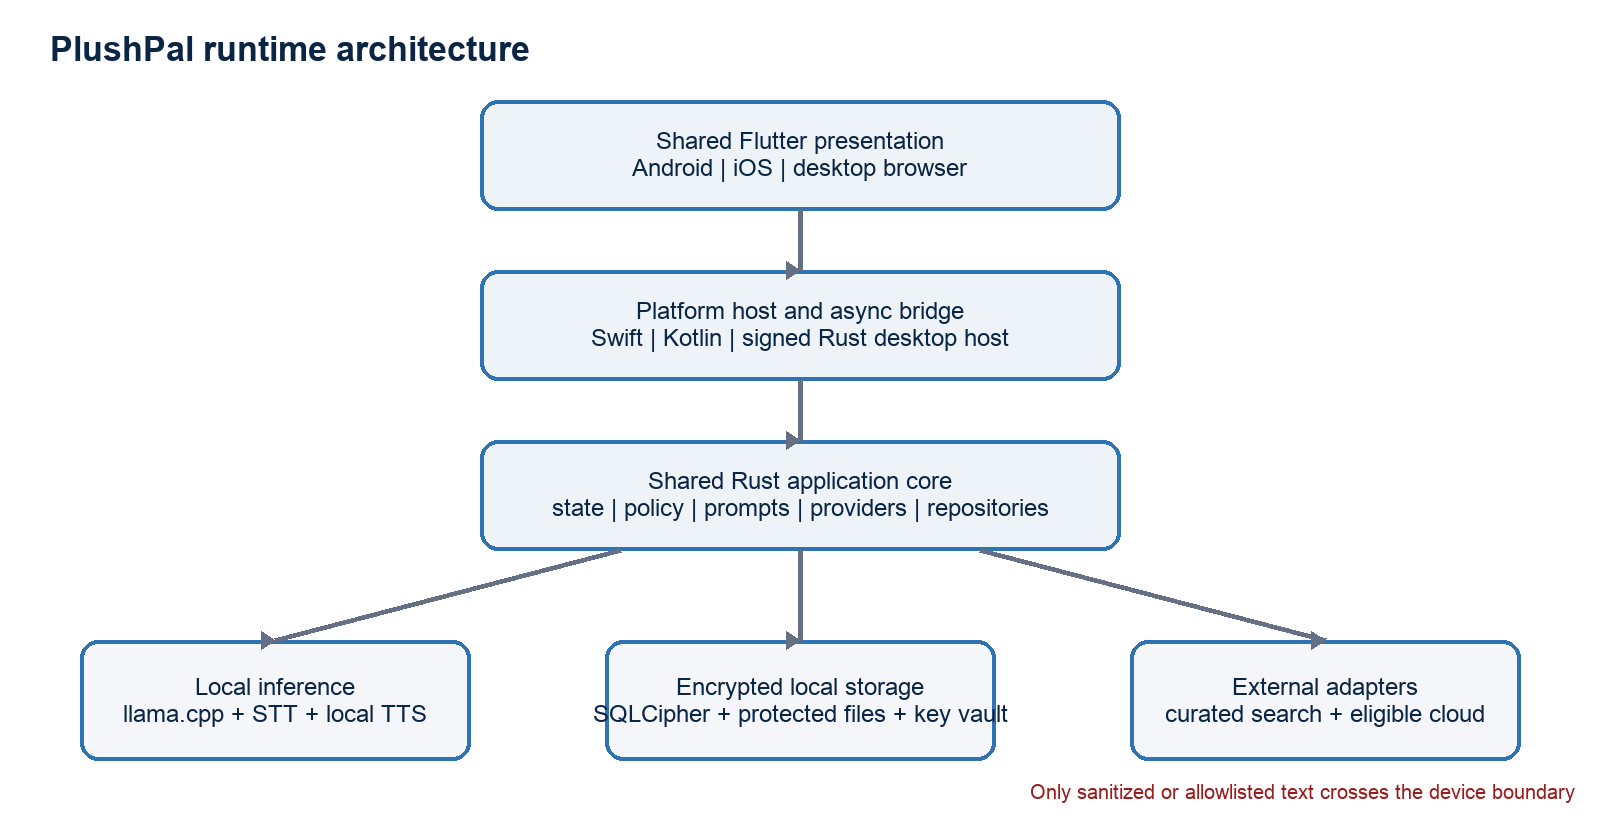 PlushPal runtime architecture
Shared Flutter presentation
Android | iOS | desktop browser
Platform host and async bridge
Swift | Kotlin | signed Rust desktop host
Shared Rust application core
state | policy | prompts | providers | repositories
Local inference
llama.cpp + STT + local TTS
Encrypted local storage
SQLCipher + protected files + key vault
External adapters
curated search + eligible cloud
Only sanitized or allowlisted text crosses the device boundary